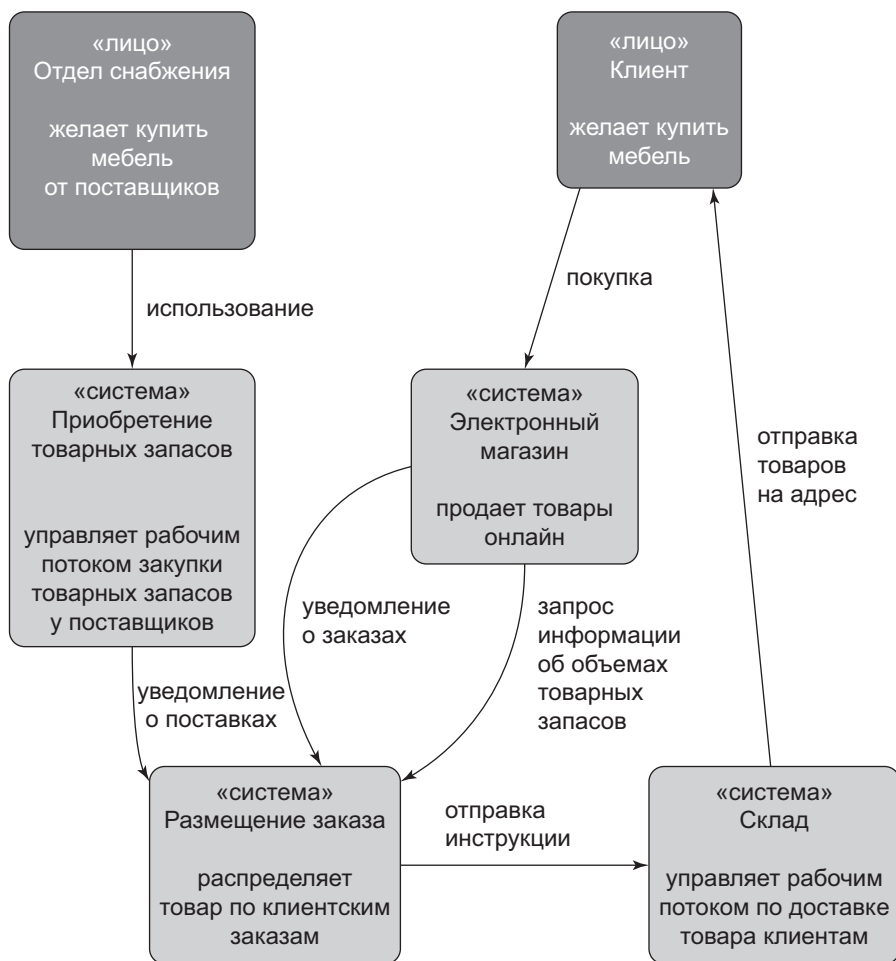 «лицо»
Отдел снабжения
желает купить
мебель
от поставщиков
«лицо»
Клиент
желает купить
мебель
использование
покупка
«система»
Приобретение
товарных запасов
управляет рабочим
потоком закупки
товарных запасов
у поставщиков
«система»
Электронный
магазин
продает товары
онлайн
отправка
товаров
на адрес
уведомление
о заказах
запрос
информации
об объемах
товарных
запасов
уведомление
о поставках
«система»
Размещение заказа
распределяет
товар по клиентским
заказам
отправка
инструкции
«система»
Склад
управляет рабочим
потоком по доставке
товара клиентам